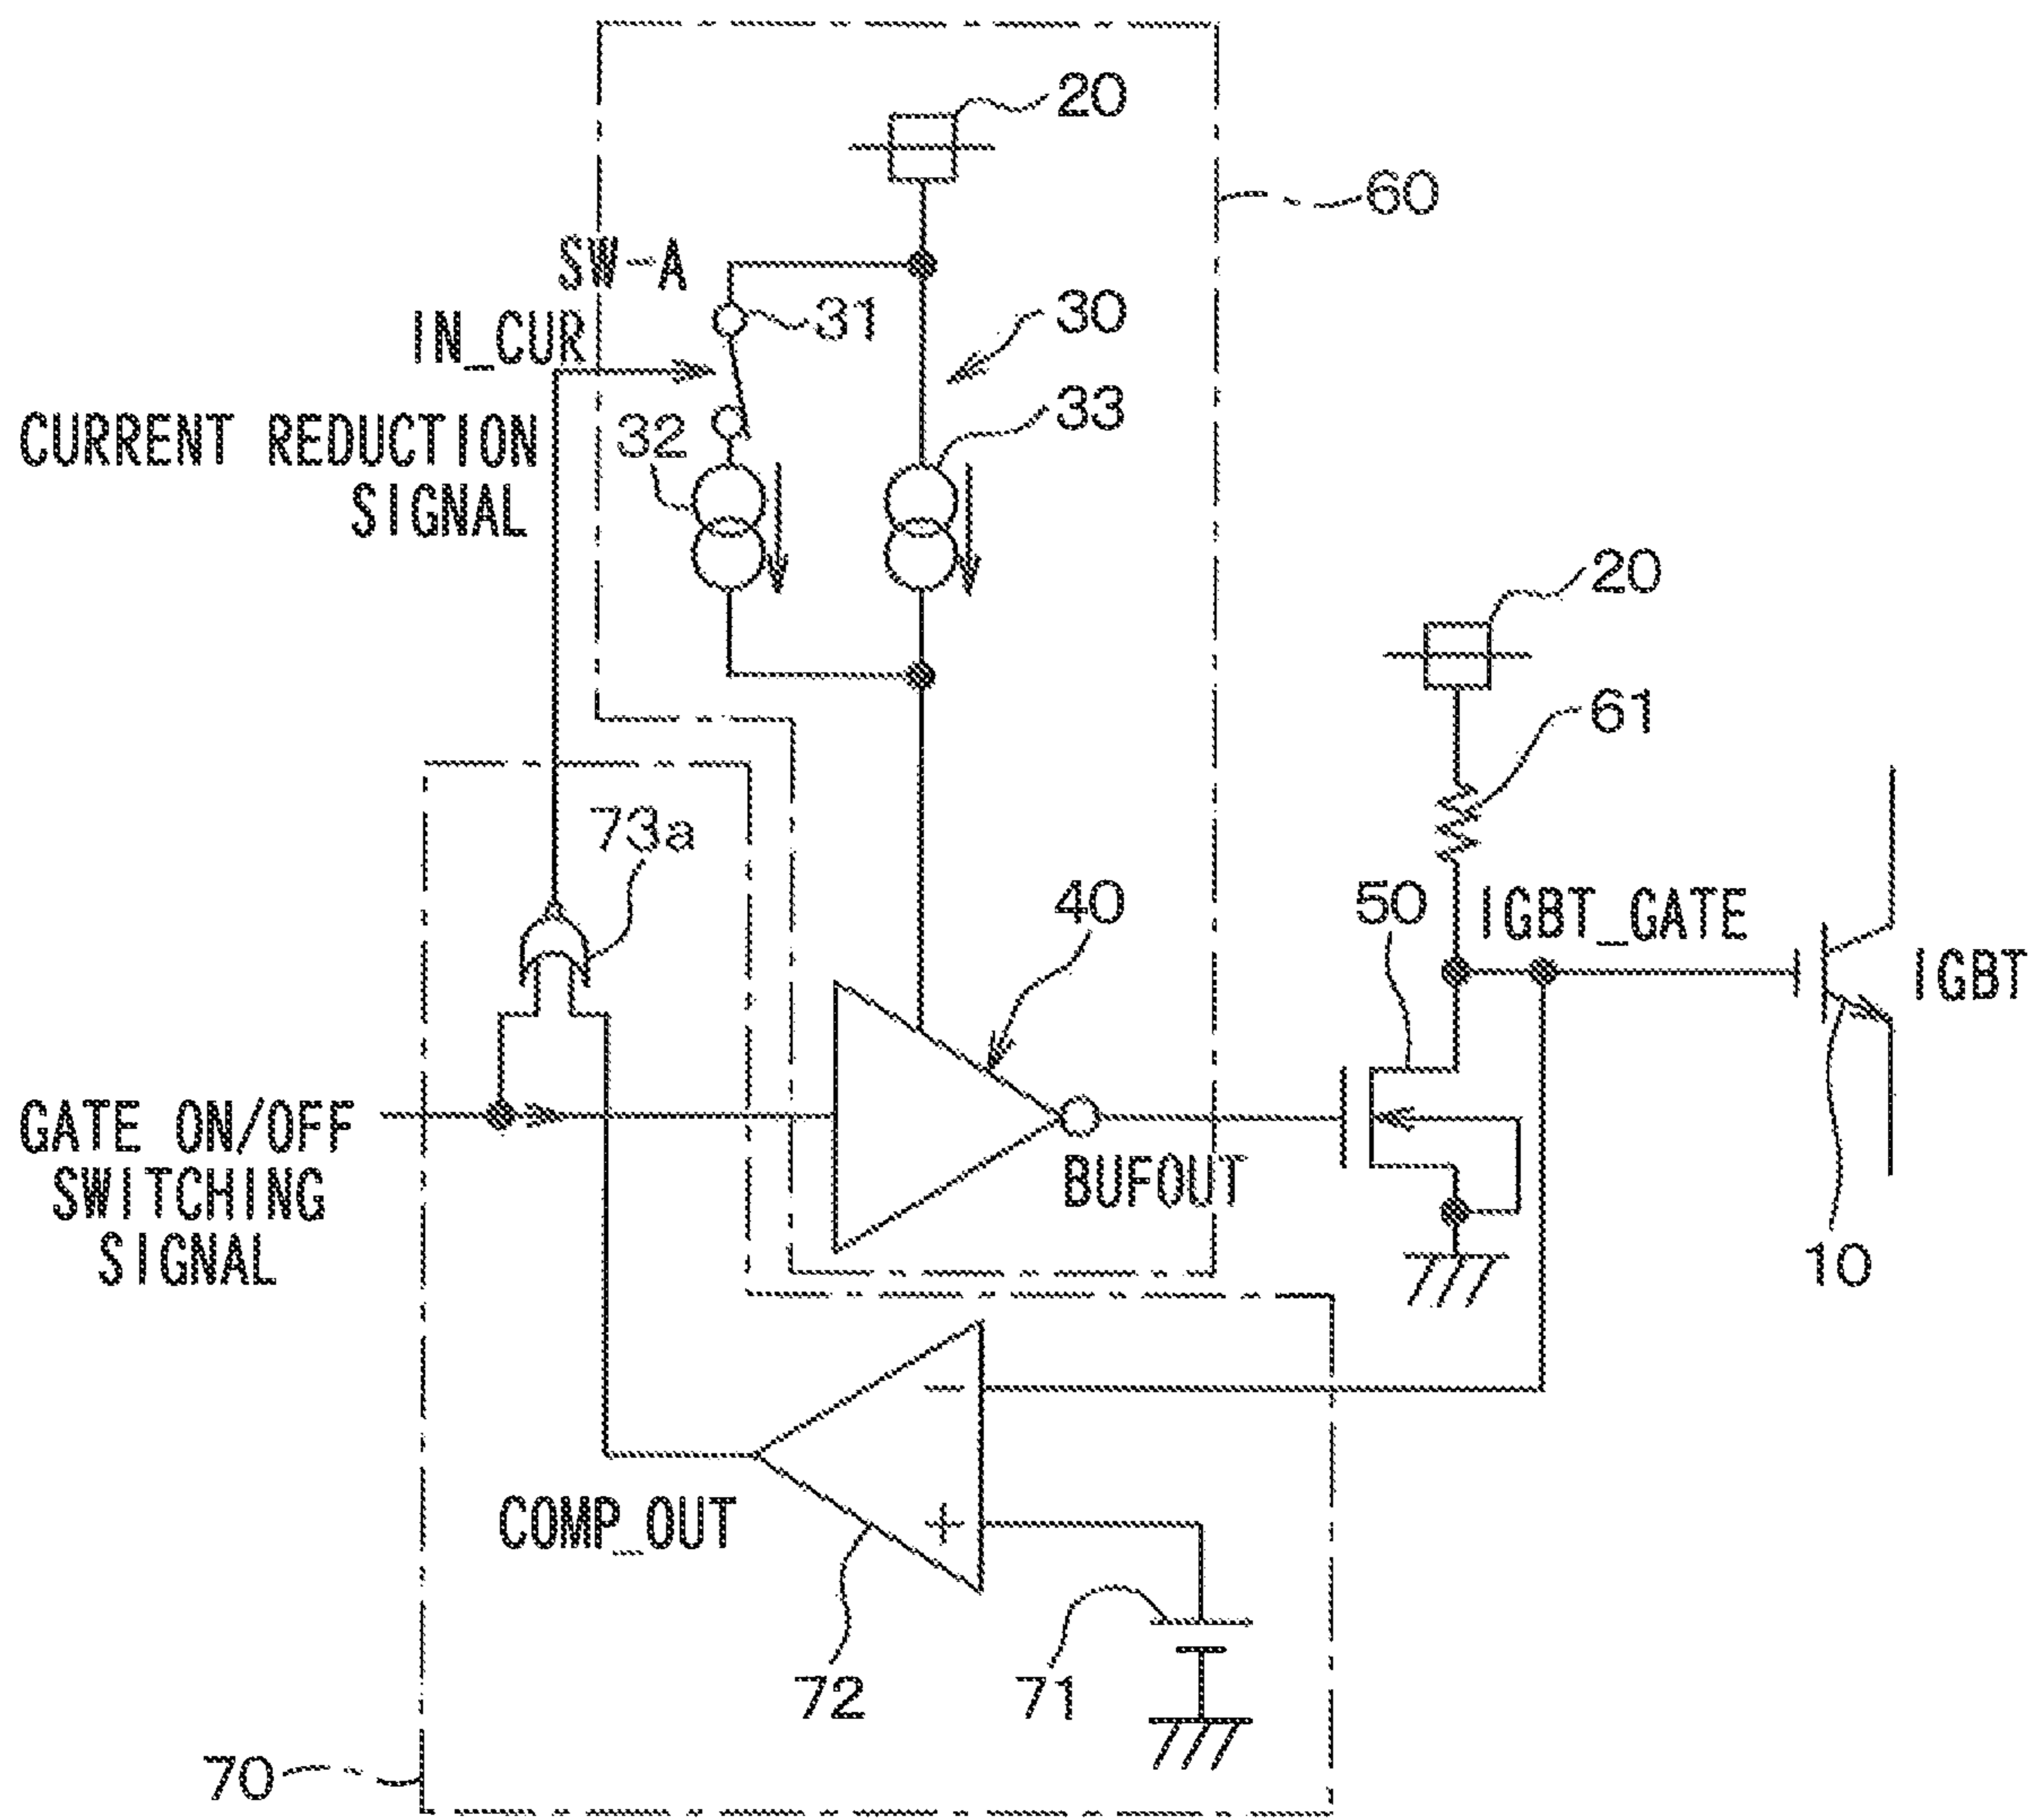 20
60
SW-A
31
30
IN_CUR
33
CURRENT REDUCTION
SIGNAL
32
20
61
73a
40
50
IGBT_GATE
IGBT
GATE ON/OFF
SWITCHING
SIGNAL
BUFOUT
10
COMP_OUT
72
71
70